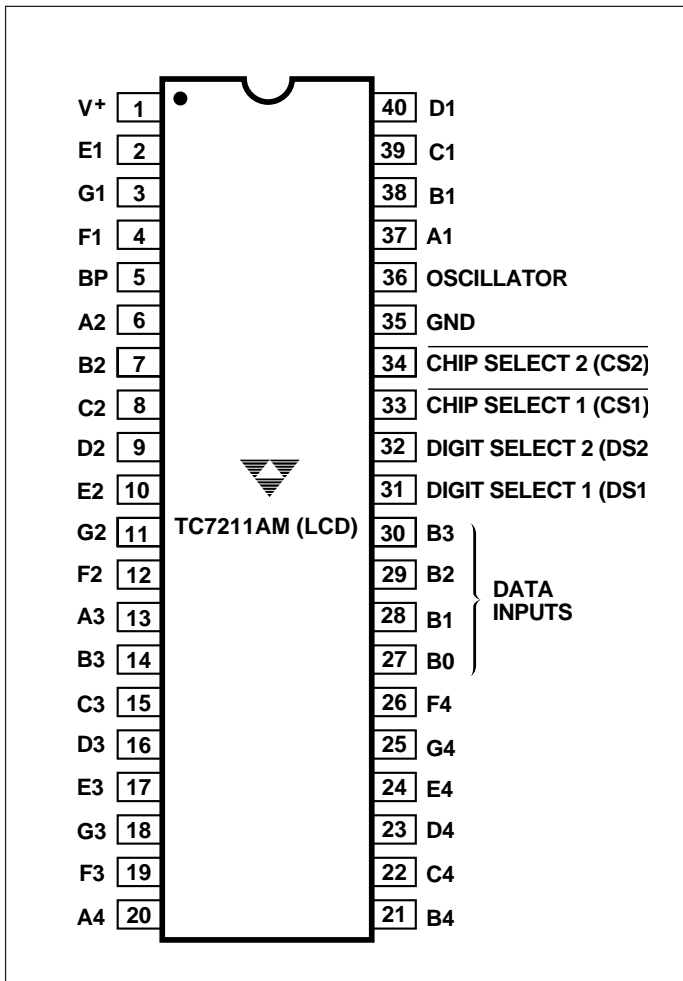 V+ 1 40 D1
E1 2 39 C1
G1 3 38 B1
F1 4 37 A1
BP 5 36 OSCILLATOR
A2 6 35 GND
B2 7 34 CHIP SELECT 2 (CS2)
C2 8 33 CHIP SELECT 1 (CS1)
D2 9 32 DIGIT SELECT 2 (DS2
E2 10 31 DIGIT SELECT 1 (DS1
G2 11 TC7211AM (LCD) 30 B3
F2 12 29 B2
DATA
A3 13 28 B1
INPUTS
B3 14 27 B0
C3 15 26 F4
D3 16 25 G4
E3 17 24 E4
G3 18 23 D4
F3 19 22 C4
A4 20 21 B4